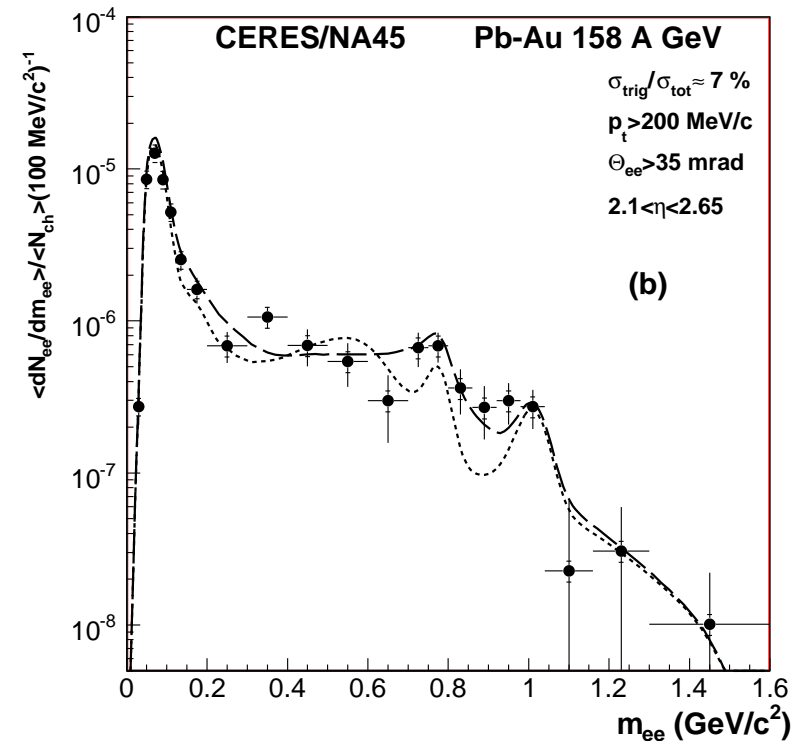 CERES/NA45 Pb-Au 158 A GeV
σtrig/σtot≈ 7 %
pt>200 MeV/c
Θee>35 mrad
2.1<η<2.65
(b)
<dNee/dmee>/<Nch>(100 MeV/c²)⁻¹
10⁻⁴
10⁻⁵
10⁻⁶
10⁻⁷
10⁻⁸
0 0.2 0.4 0.6 0.8 1 1.2 1.4 1.6
mee (GeV/c²)